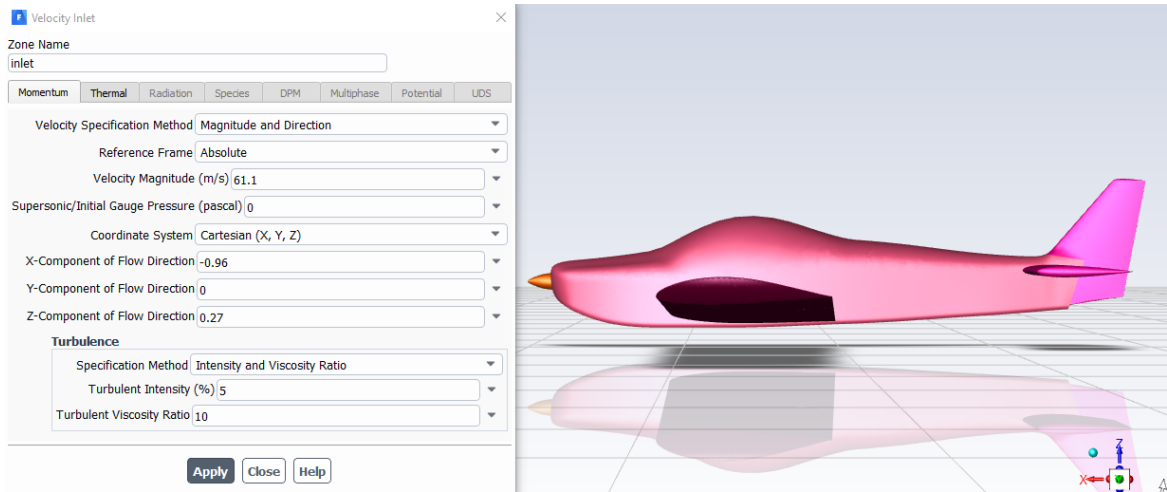 Velocity Inlet
Zone Name
inlet
Momentum Thermal Radiation Species DPM Multiphase Potential UDS
Velocity Specification Method Magnitude and Direction
Reference Frame Absolute
Velocity Magnitude (m/s) 61.1
Supersonic/Initial Gauge Pressure (pascal) 0
Coordinate System Cartesian (X, Y, Z)
X-Component of Flow Direction -0.96
Y-Component of Flow Direction 0
Z-Component of Flow Direction 0.27
Turbulence
Specification Method Intensity and Viscosity Ratio
Turbulent Intensity (%) 5
Turbulent Viscosity Ratio 10
Apply Close Help
Z
X